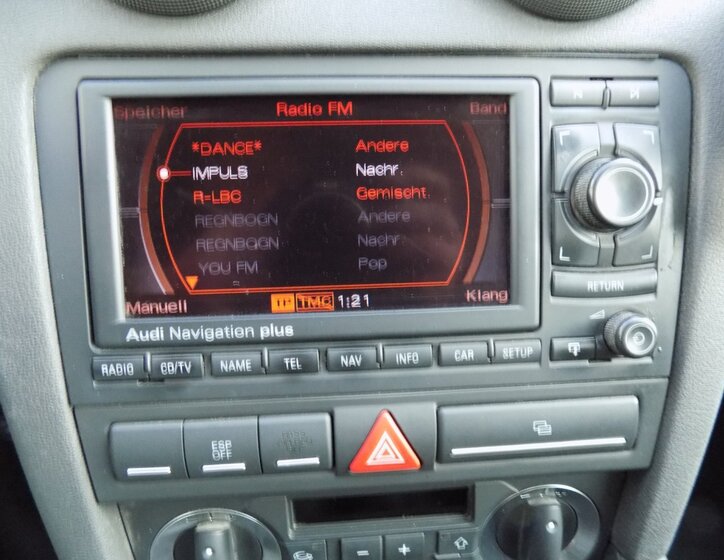 Speicher Radio FM Band
*DANCE* Andere
IMPULS Nachr.
R-LBC Gemischt
REGNBOGN Andere
REGNBOGN Nachr.
YOU FM Pop
Manuell TP TMC 1:21 Klang
RETURN
Audi Navigation plus
RADIO CD/TV NAME TEL NAV INFO CAR SETUP
ESP
OFF